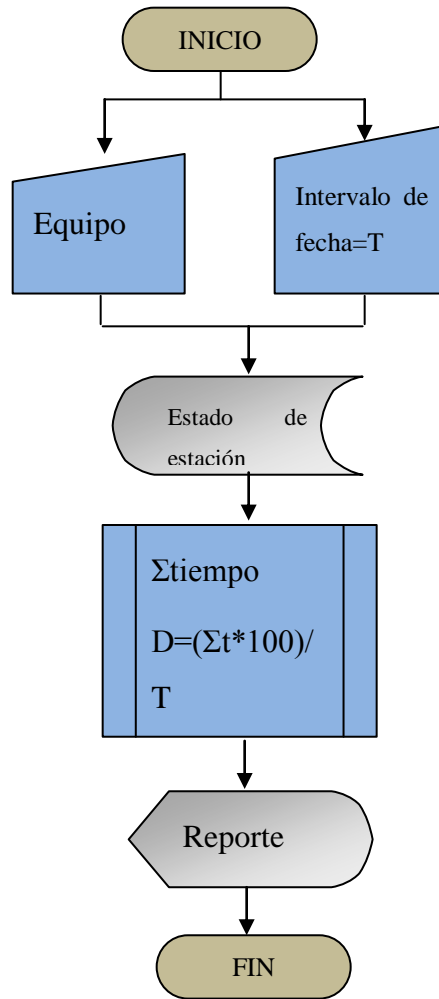 INICIO
Equipo
Intervalo de
fecha=T
Estado de
estación
Σtiempo
D=(Σt*100)/
T
Reporte
FIN